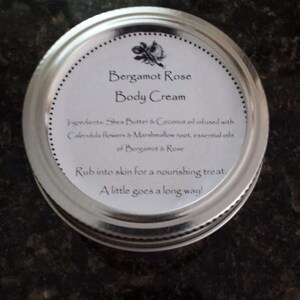 Bergamot Rose
Body Cream
Ingredients: Shea Butter & Coconut oil infused with
Calendula flowers & Marshmallow root, essential oils
of Bergamot & Rose
Rub into skin for a nourishing treat.
A little goes a long way!